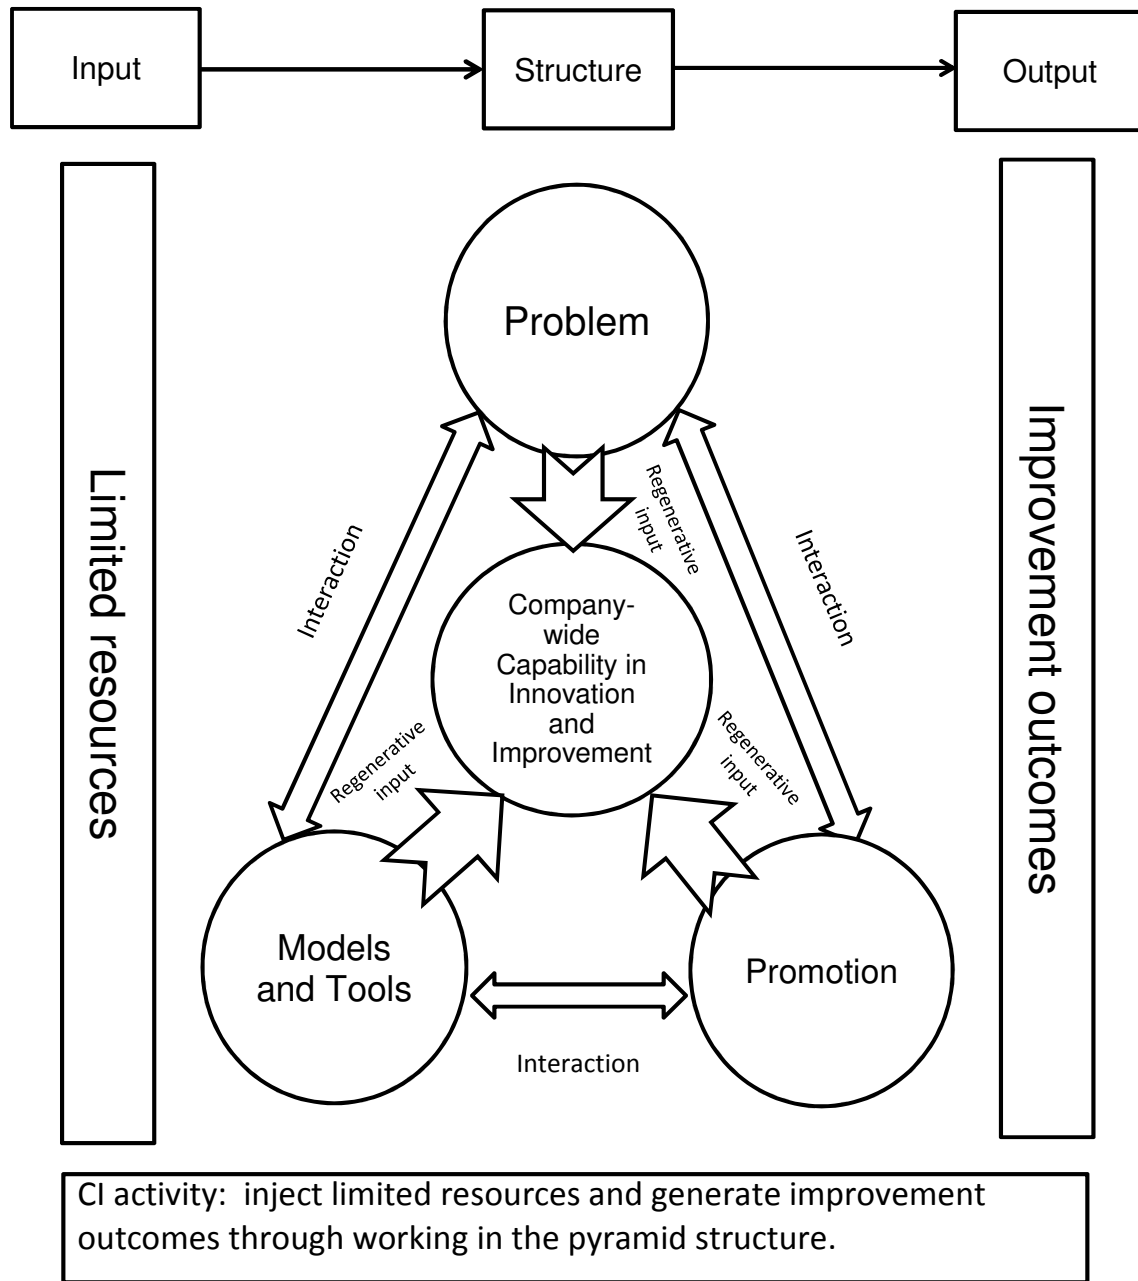 Input
Structure
Output
Problem
Limited resources
Improvement outcomes
Interaction
Regenerative
input
Interaction
Company-
wide
Capability in
Innovation
and
Improvement
Regenerative
input
Regenerative
input
Models
and Tools
Promotion
Interaction
CI activity:  inject limited resources and generate improvement
outcomes through working in the pyramid structure.